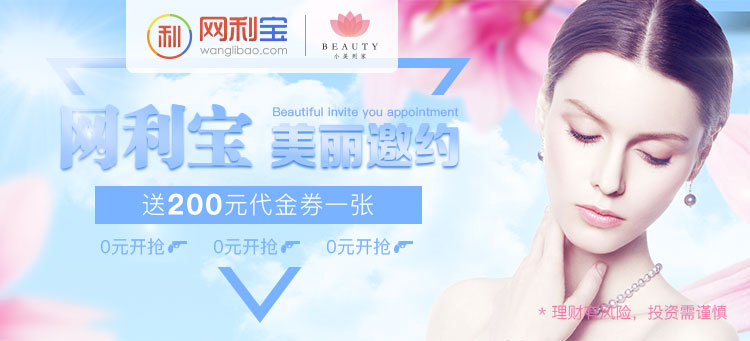 利 网利宝
wanglibao.com
BEAUTY
小美到家
Beautiful invite you appointment
网利宝 美丽邀约
送200元代金券一张
0元开抢 0元开抢 0元开抢
* 理财有风险，投资需谨慎